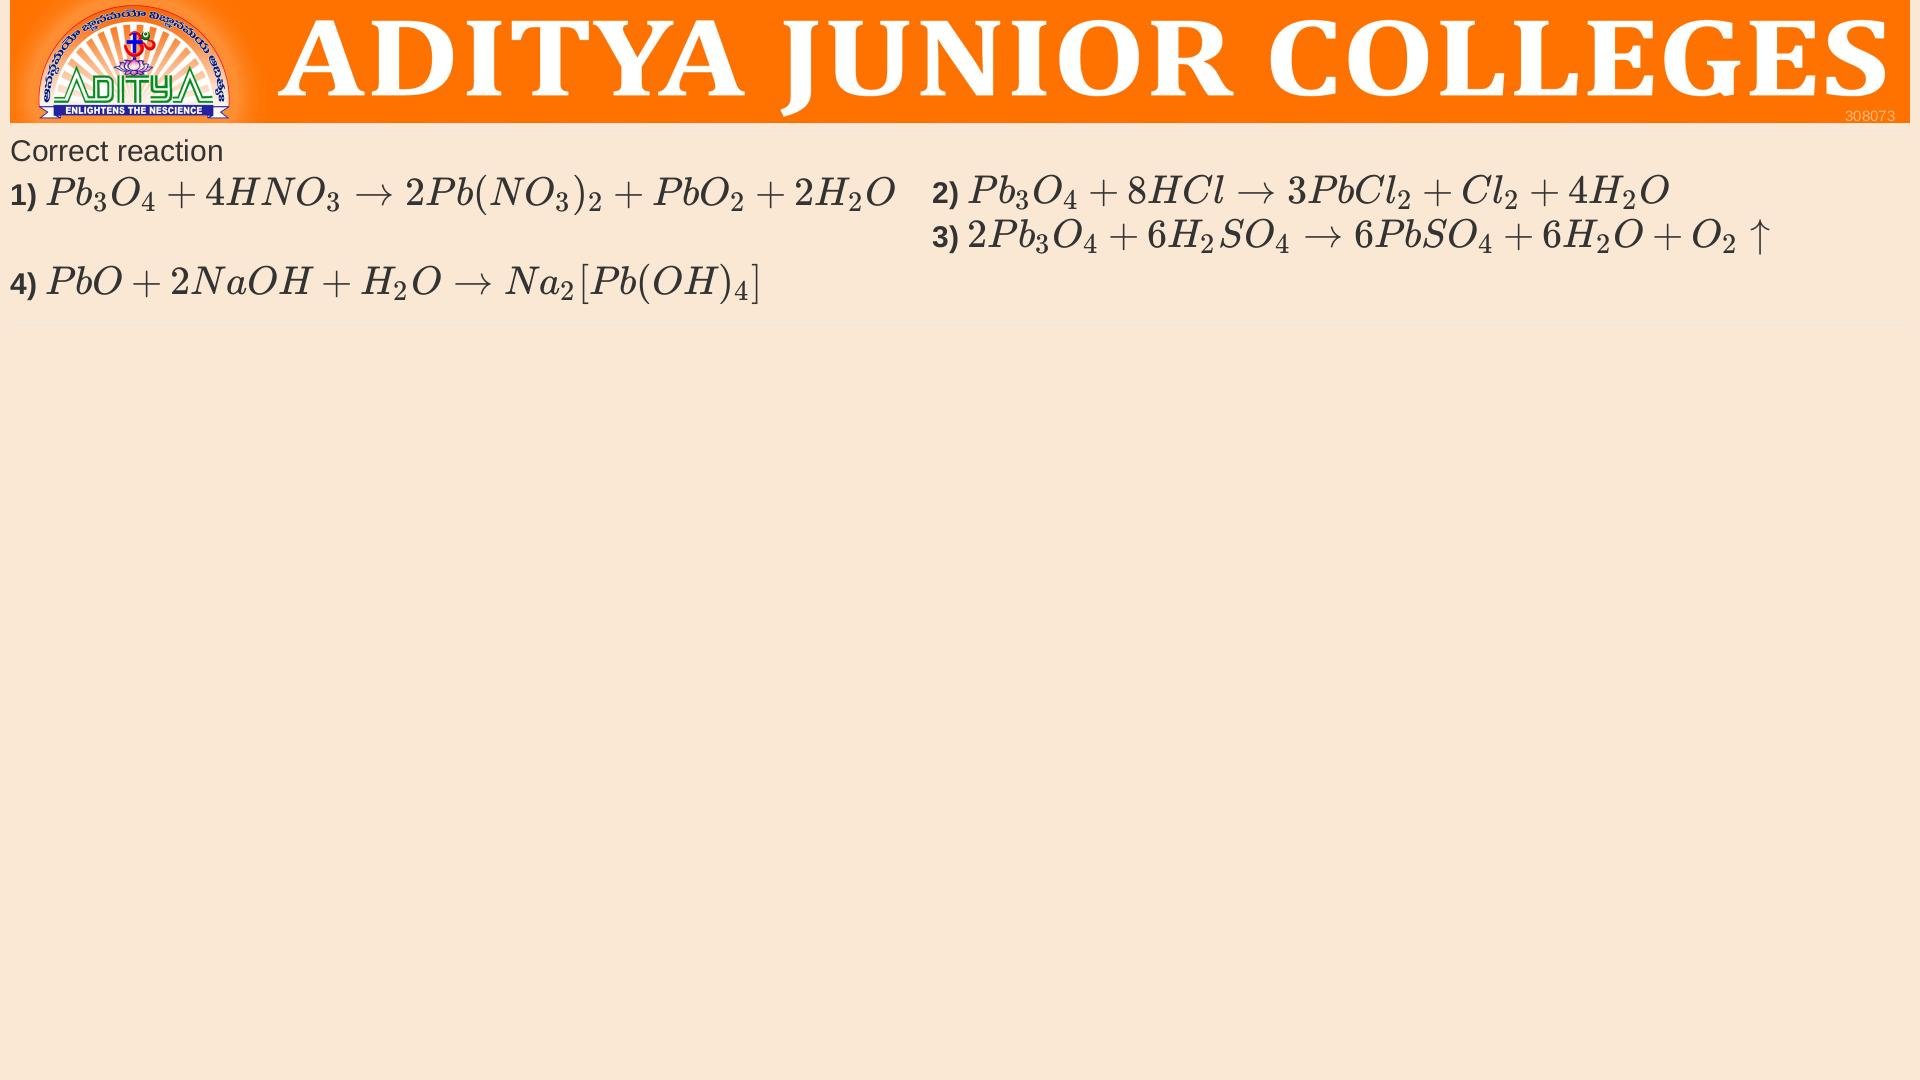 ADITYA JUNIOR COLLEGES
ADITYA
ENLIGHTENS THE NESCIENCE
308073
Correct reaction
1) Pb₃O₄ + 4HNO₃ → 2Pb(NO₃)₂ + PbO₂ + 2H₂O
2) Pb₃O₄ + 8HCl → 3PbCl₂ + Cl₂ + 4H₂O
3) 2Pb₃O₄ + 6H₂SO₄ → 6PbSO₄ + 6H₂O + O₂ ↑
4) PbO + 2NaOH + H₂O → Na₂[Pb(OH)₄]